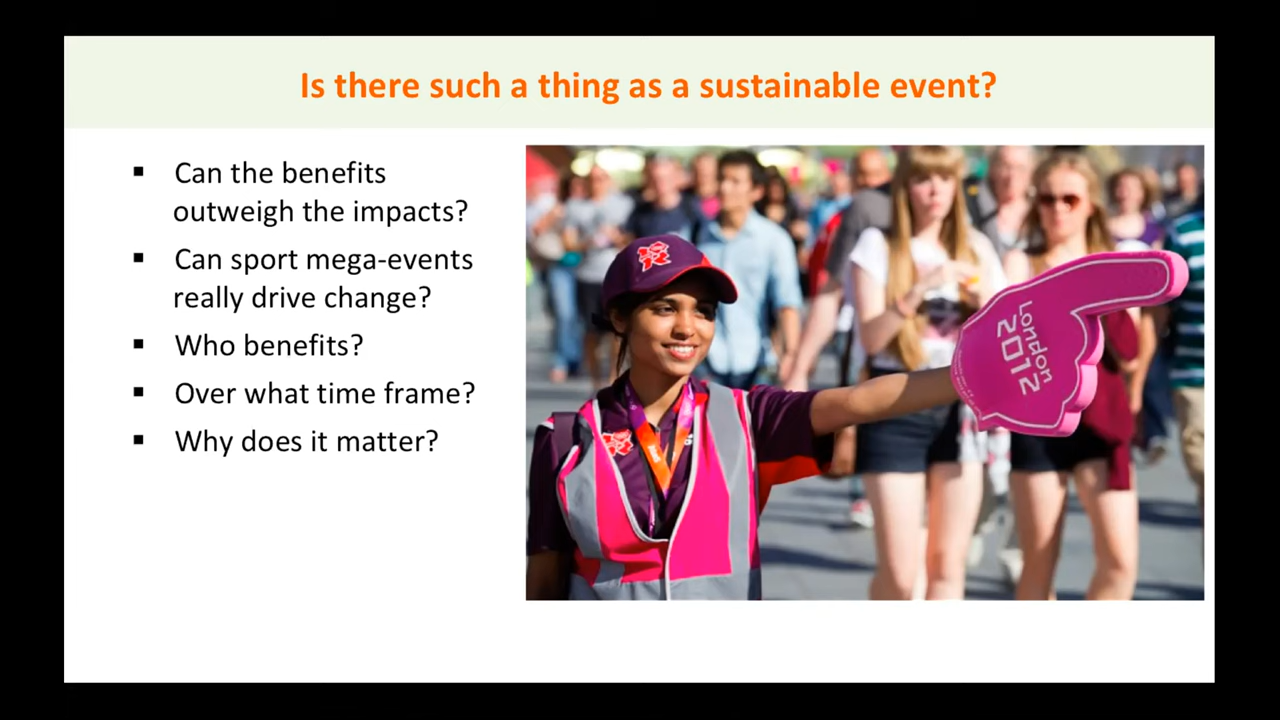 Is there such a thing as a sustainable event?
▪ Can the benefits
outweigh the impacts?
▪ Can sport mega-events
really drive change?
▪ Who benefits?
▪ Over what time frame?
▪ Why does it matter?
London
2012